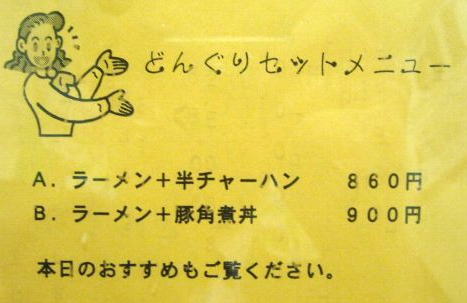 どんぐりセットメニュー
A．ラーメン＋半チャーハン　860円
B．ラーメン＋豚角煮丼　900円
本日のおすすめもご覧ください。